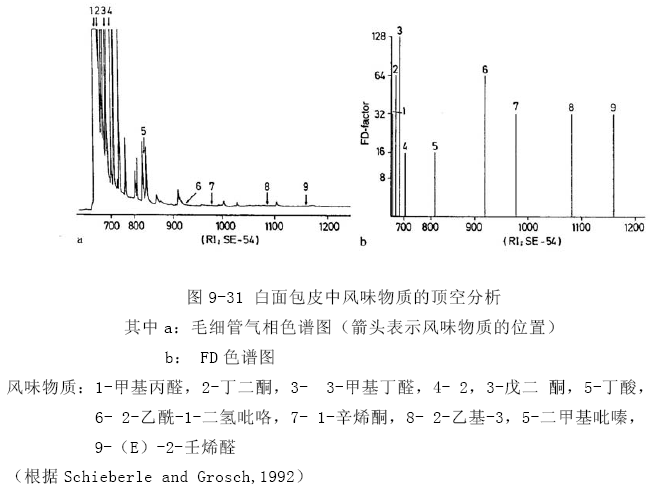 1234
5
6
7
8
9
700
800
900
1000
1100
1200
a
(RI; SE-54)
FD-factor
128
64
32
16
8
3
2
1
4
5
6
7
8
9
700
800
900
1000
1100
1200
b
(RI; SE-54)
图 9-31 白面包皮中风味物质的顶空分析
其中 a: 毛细管气相色谱图（箭头表示风味物质的位置）
b: FD 色谱图
风味物质: 1-甲基丙醛，2-丁二酮，3- 3-甲基丁醛，4- 2，3-戊二 酮，5-丁酸，
6- 2-乙酰-1-二氢吡咯，7- 1-辛烯酮，8- 2-乙基-3，5-二甲基吡嗪，
9-（E）-2-壬烯醛
（根据 Schieberle and Grosch,1992）